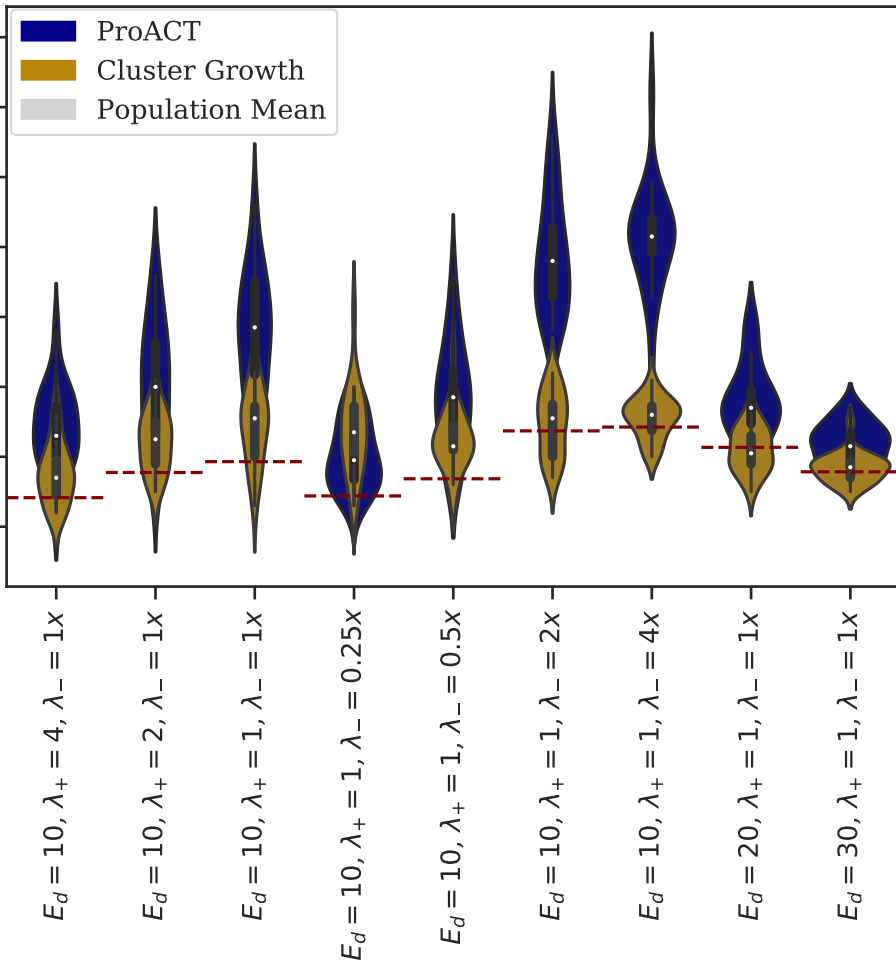 ProACT
Cluster Growth
Population Mean
E_d = 10, λ_+ = 4, λ_− = 1x
E_d = 10, λ_+ = 2, λ_− = 1x
E_d = 10, λ_+ = 1, λ_− = 1x
E_d = 10, λ_+ = 1, λ_− = 0.25x
E_d = 10, λ_+ = 1, λ_− = 0.5x
E_d = 10, λ_+ = 1, λ_− = 2x
E_d = 10, λ_+ = 1, λ_− = 4x
E_d = 20, λ_+ = 1, λ_− = 1x
E_d = 30, λ_+ = 1, λ_− = 1x